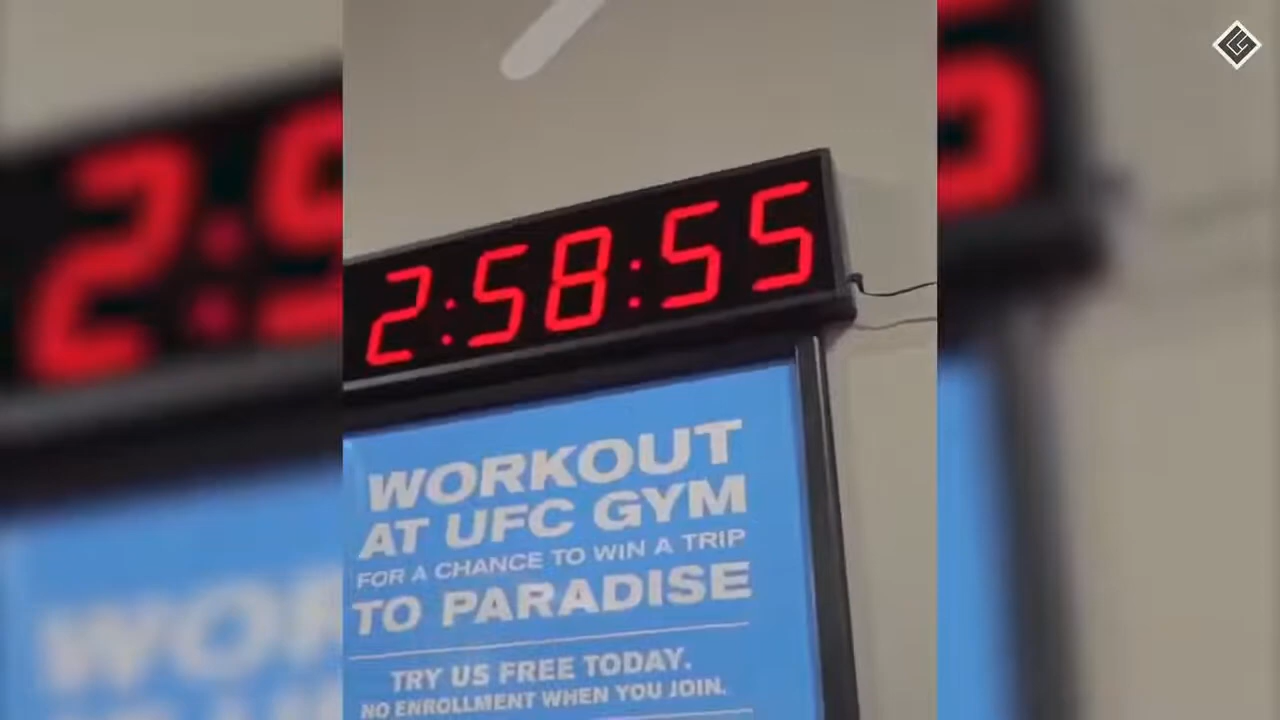 2:58:55
WORKOUT
AT UFC GYM
FOR A CHANCE TO WIN A TRIP
TO PARADISE
TRY US FREE TODAY.
NO ENROLLMENT WHEN YOU JOIN.